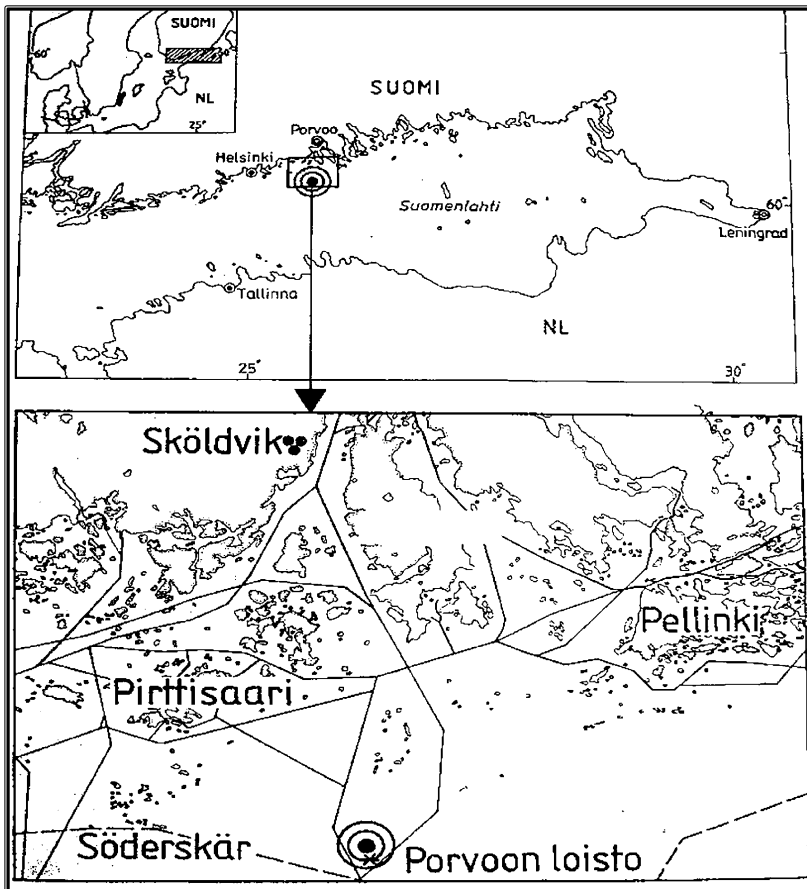 SUOMI
60°
NL
25°
SUOMI
Porvoo
Helsinki
Suomenlahti
60°
Leningrad
Tallinna
NL
25°
30°
Sköldvik
Pellinki
Pirttisaari
Söderskär
Porvoon loisto